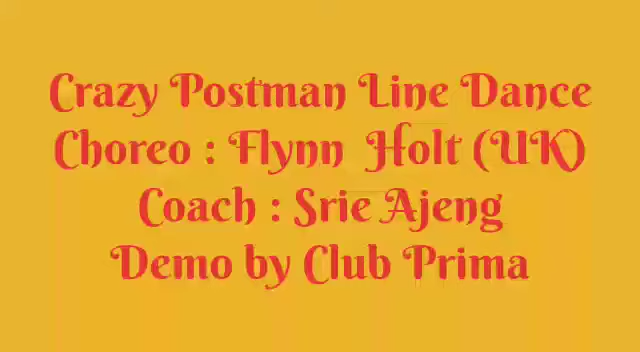 Crazy Postman Line Dance
Choreo : Flynn Holt (UK)
Coach : Srie Ajeng
Demo by Club Prima